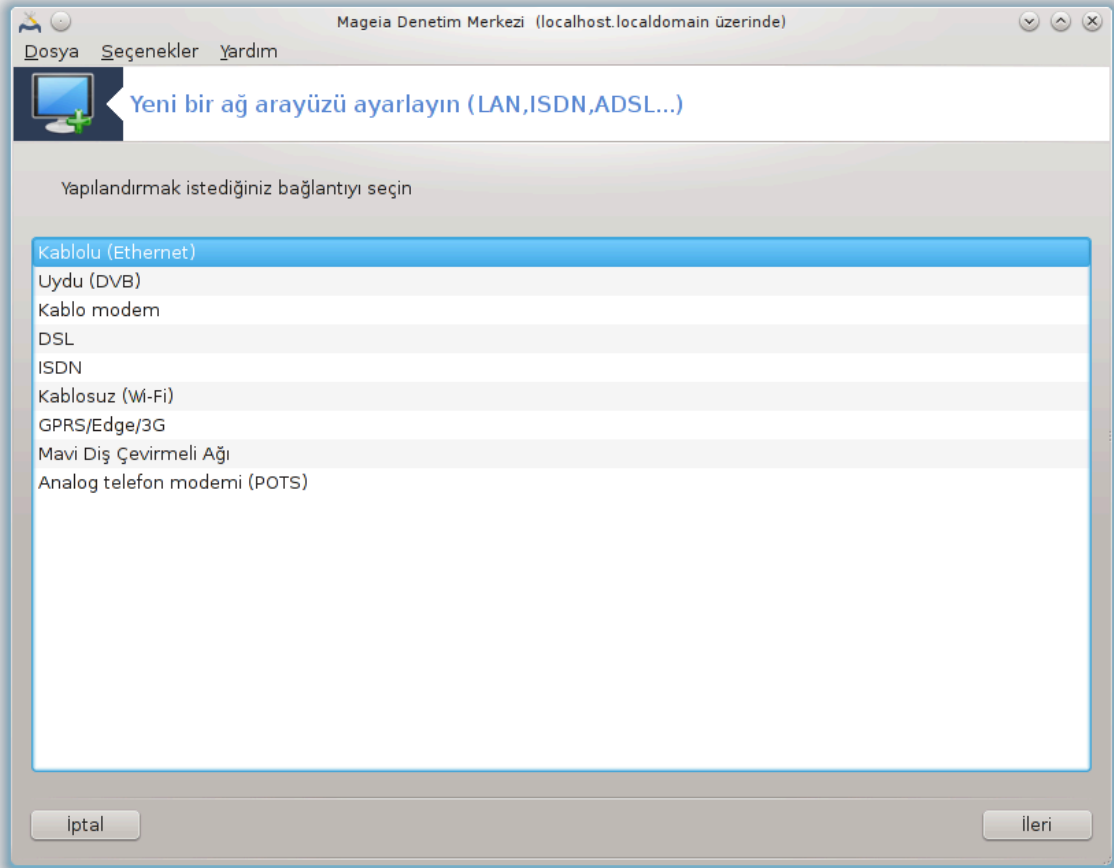 Mageia Denetim Merkezi (localhost.localdomain üzerinde)
Dosya Seçenekler Yardım
Yeni bir ağ arayüzü ayarlayın (LAN,ISDN,ADSL...)
Yapılandırmak istediğiniz bağlantıyı seçin
Kablolu (Ethernet)
Uydu (DVB)
Kablo modem
DSL
ISDN
Kablosuz (Wi-Fi)
GPRS/Edge/3G
Mavi Diş Çevirmeli Ağı
Analog telefon modemi (POTS)
İptal İleri